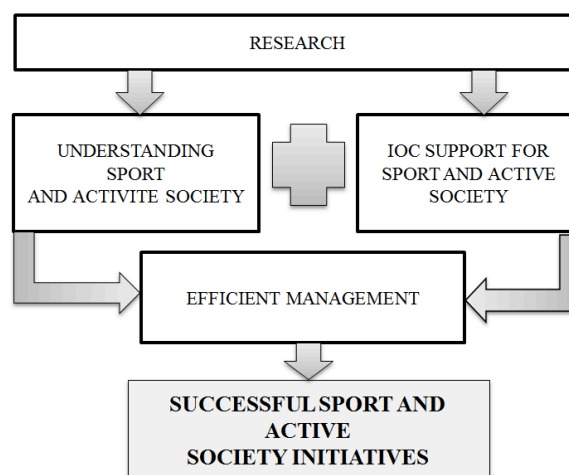 RESEARCH
UNDERSTANDING
SPORT
AND ACTIVITE SOCIETY
IOC SUPPORT FOR
SPORT AND ACTIVE
SOCIETY
EFFICIENT MANAGEMENT
SUCCESSFUL SPORT AND
ACTIVE
SOCIETY INITIATIVES